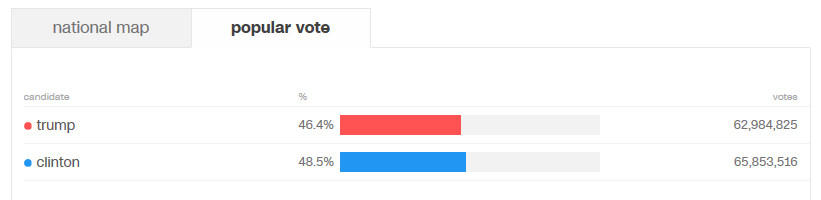 national map popular vote
candidate % votes
trump 46.4% 62,984,825
clinton 48.5% 65,853,516